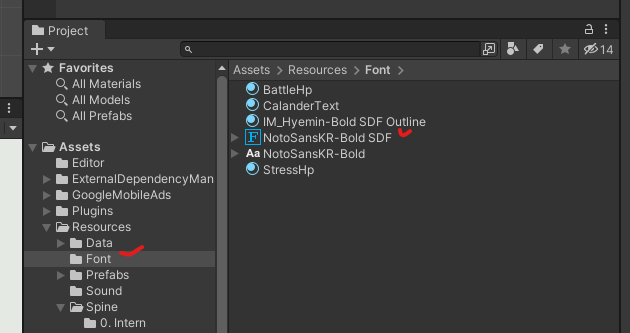 Project
14
Favorites
All Materials
All Models
All Prefabs
Assets
Editor
ExternalDependencyMan
GoogleMobileAds
Plugins
Resources
Data
Font
Prefabs
Sound
Spine
0. Intern
Assets > Resources > Font >
BattleHp
CalanderText
IM_Hyemin-Bold SDF Outline
F NotoSansKR-Bold SDF
Aa NotoSansKR-Bold
StressHp